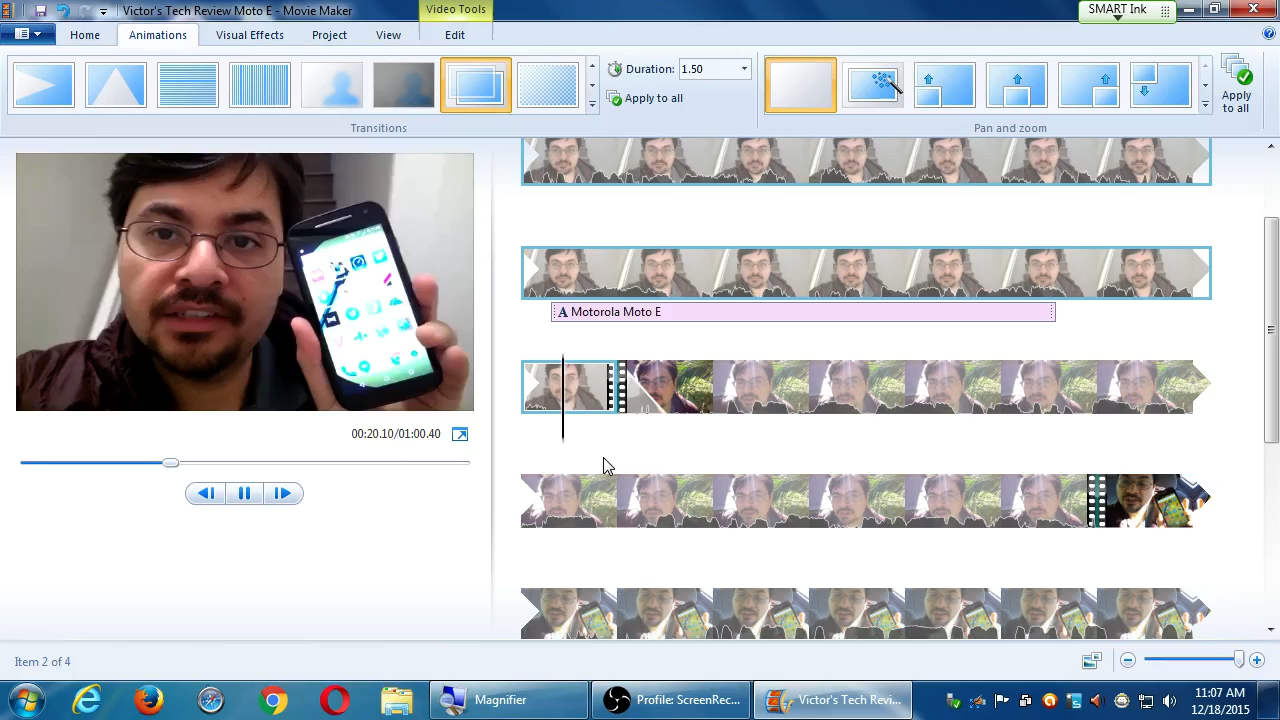 Victor's Tech Review Moto E - Movie Maker
Video Tools
SMART Ink
Home
Animations
Visual Effects
Project
View
Edit
Duration: 1.50
Apply to all
Apply to all
Transitions
Pan and zoom
A Motorola Moto E
00:20.10/01:00.40
Item 2 of 4
Magnifier
Profile: ScreenRec...
Victor's Tech Revi...
11:07 AM
12/18/2015